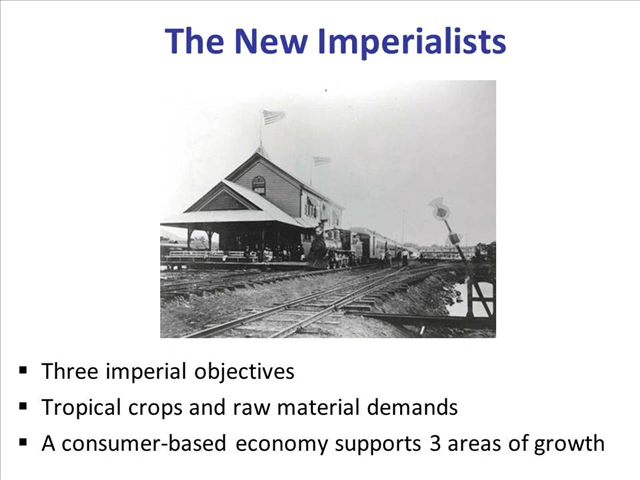 The New Imperialists
▪ Three imperial objectives
▪ Tropical crops and raw material demands
▪ A consumer-based economy supports 3 areas of growth